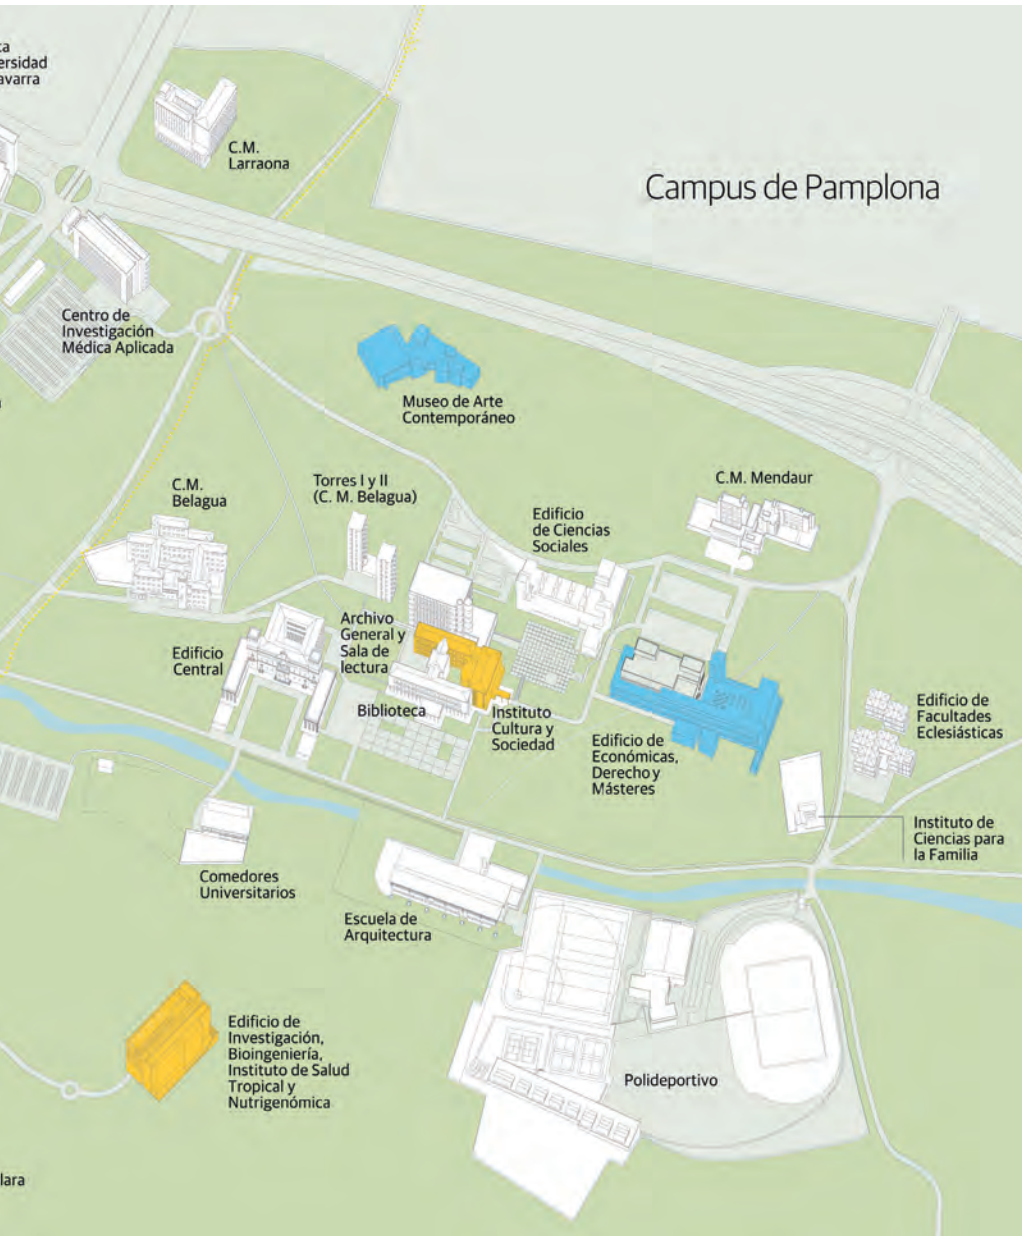 Campus de Pamplona
C.M.
Larraona
Centro de
Investigación
Médica Aplicada
Museo de Arte
Contemporáneo
C.M.
Belagua
Torres I y II
(C. M. Belagua)
Edificio
de Ciencias
Sociales
C.M. Mendaur
Archivo
General y
Sala de
lectura
Edificio
Central
Biblioteca
Instituto
Cultura y
Sociedad
Edificio de
Económicas,
Derecho y
Másteres
Edificio de
Facultades
Eclesiásticas
Instituto de
Ciencias para
la Familia
Comedores
Universitarios
Escuela de
Arquitectura
Edificio de
Investigación,
Bioingeniería,
Instituto de Salud
Tropical y
Nutrigenómica
Polideportivo